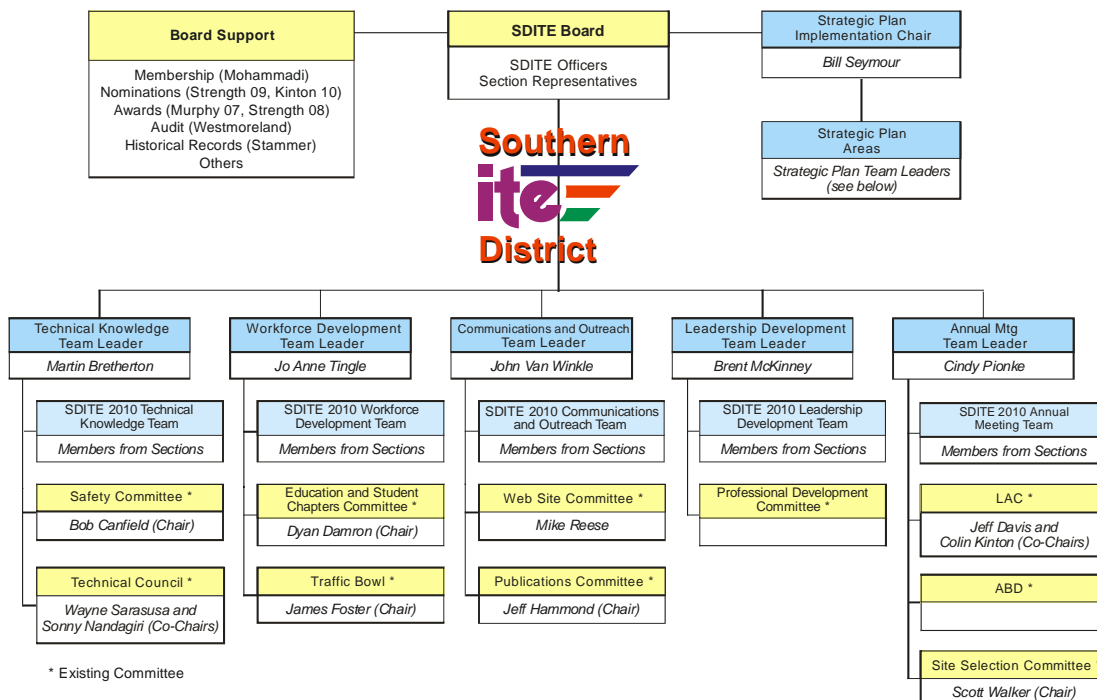 Board Support
Membership (Mohammadi)
Nominations (Strength 09, Kinton 10)
Awards (Murphy 07, Strength 08)
Audit (Westmoreland)
Historical Records (Stammer)
Others
SDITE Board
SDITE Officers
Section Representatives
Strategic Plan
Implementation Chair
Bill Seymour
Strategic Plan
Areas
Strategic Plan Team Leaders
(see below)
Southern
ite
District
Technical Knowledge
Team Leader
Martin Bretherton
SDITE 2010 Technical
Knowledge Team
Members from Sections
Safety Committee *
Bob Canfield (Chair)
Technical Council *
Wayne Sarasusa and
Sonny Nandagiri (Co-Chairs)
Workforce Development
Team Leader
Jo Anne Tingle
SDITE 2010 Workforce
Development Team
Members from Sections
Education and Student
Chapters Committee *
Dyan Damron (Chair)
Traffic Bowl *
James Foster (Chair)
Communications and Outreach
Team Leader
John Van Winkle
SDITE 2010 Communications
and Outreach Team
Members from Sections
Web Site Committee *
Mike Reese
Publications Committee *
Jeff Hammond (Chair)
Leadership Development
Team Leader
Brent McKinney
SDITE 2010 Leadership
Development Team
Members from Sections
Professional Development
Committee *
Annual Mtg
Team Leader
Cindy Pionke
SDITE 2010 Annual
Meeting Team
Members from Sections
LAC *
Jeff Davis and
Colin Kinton (Co-Chairs)
ABD *
Site Selection Committee *
Scott Walker (Chair)
* Existing Committee